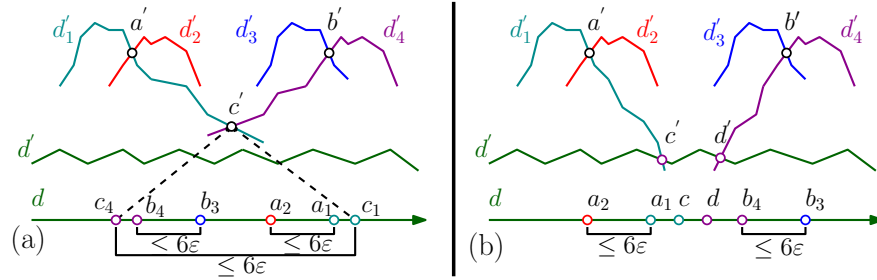 d′₁ a′ d′₂ d′₃ b′ d′₄
c′
d′
d c₄ b₄ b₃ a₂ a₁ c₁
(a) < 6ε ≤ 6ε
≤ 6ε
d′₁ a′ d′₂ d′₃ b′ d′₄
c′ d′
d′
d a₂ a₁ c d b₄ b₃
(b) ≤ 6ε ≤ 6ε